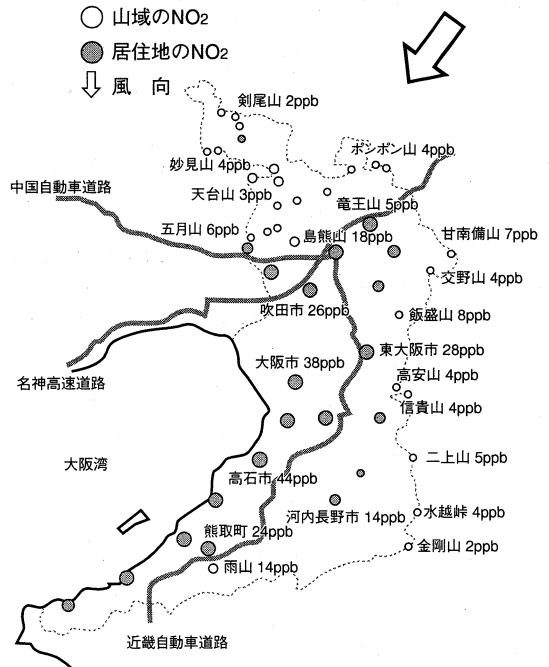 山域のNO₂
居住地のNO₂
風 向
剣尾山 2ppb
ポンポン山 4ppb
妙見山 4ppb
中国自動車道路
天台山 3ppb
竜王山 5ppb
五月山 6ppb
島熊山 18ppb
甘南備山 7ppb
交野山 4ppb
吹田市 26ppb
飯盛山 8ppb
東大阪市 28ppb
大阪市 38ppb
名神高速道路
高安山 4ppb
信貴山 4ppb
大阪湾
二上山 5ppb
高石市 44ppb
河内長野市 14ppb
水越峠 4ppb
熊取町 24ppb
金剛山 2ppb
雨山 14ppb
近畿自動車道路